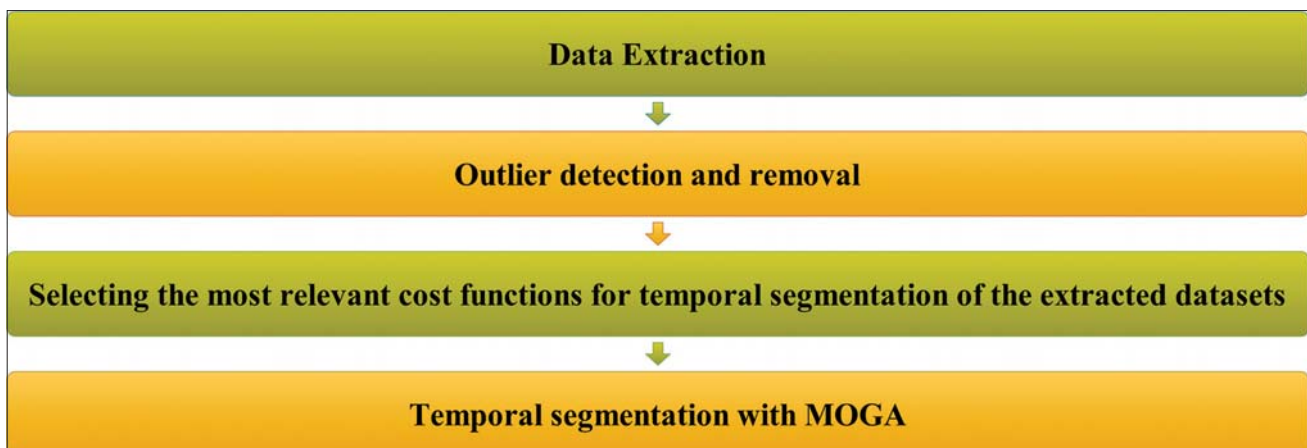 Data Extraction
Outlier detection and removal
Selecting the most relevant cost functions for temporal segmentation of the extracted datasets
Temporal segmentation with MOGA